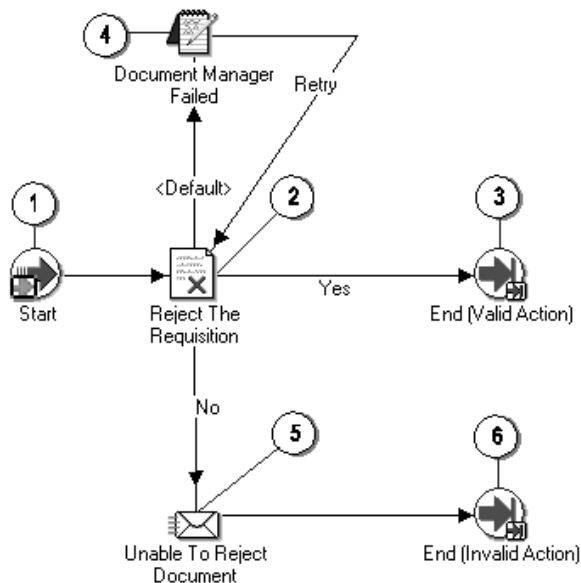 4
Document Manager
Failed
Retry
<Default>
1
2
3
Start
Reject The
Requisition
Yes
End (Valid Action)
No
5
6
Unable To Reject
Document
End (Invalid Action)